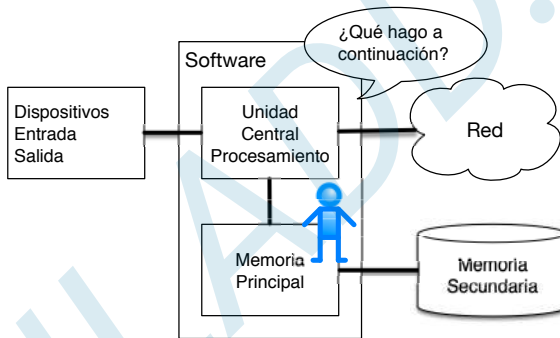 ¿Qué hago a
continuación?
Software
Dispositivos
Entrada
Salida
Unidad
Central
Procesamiento
Red
Memoria
Principal
Memoria
Secundaria